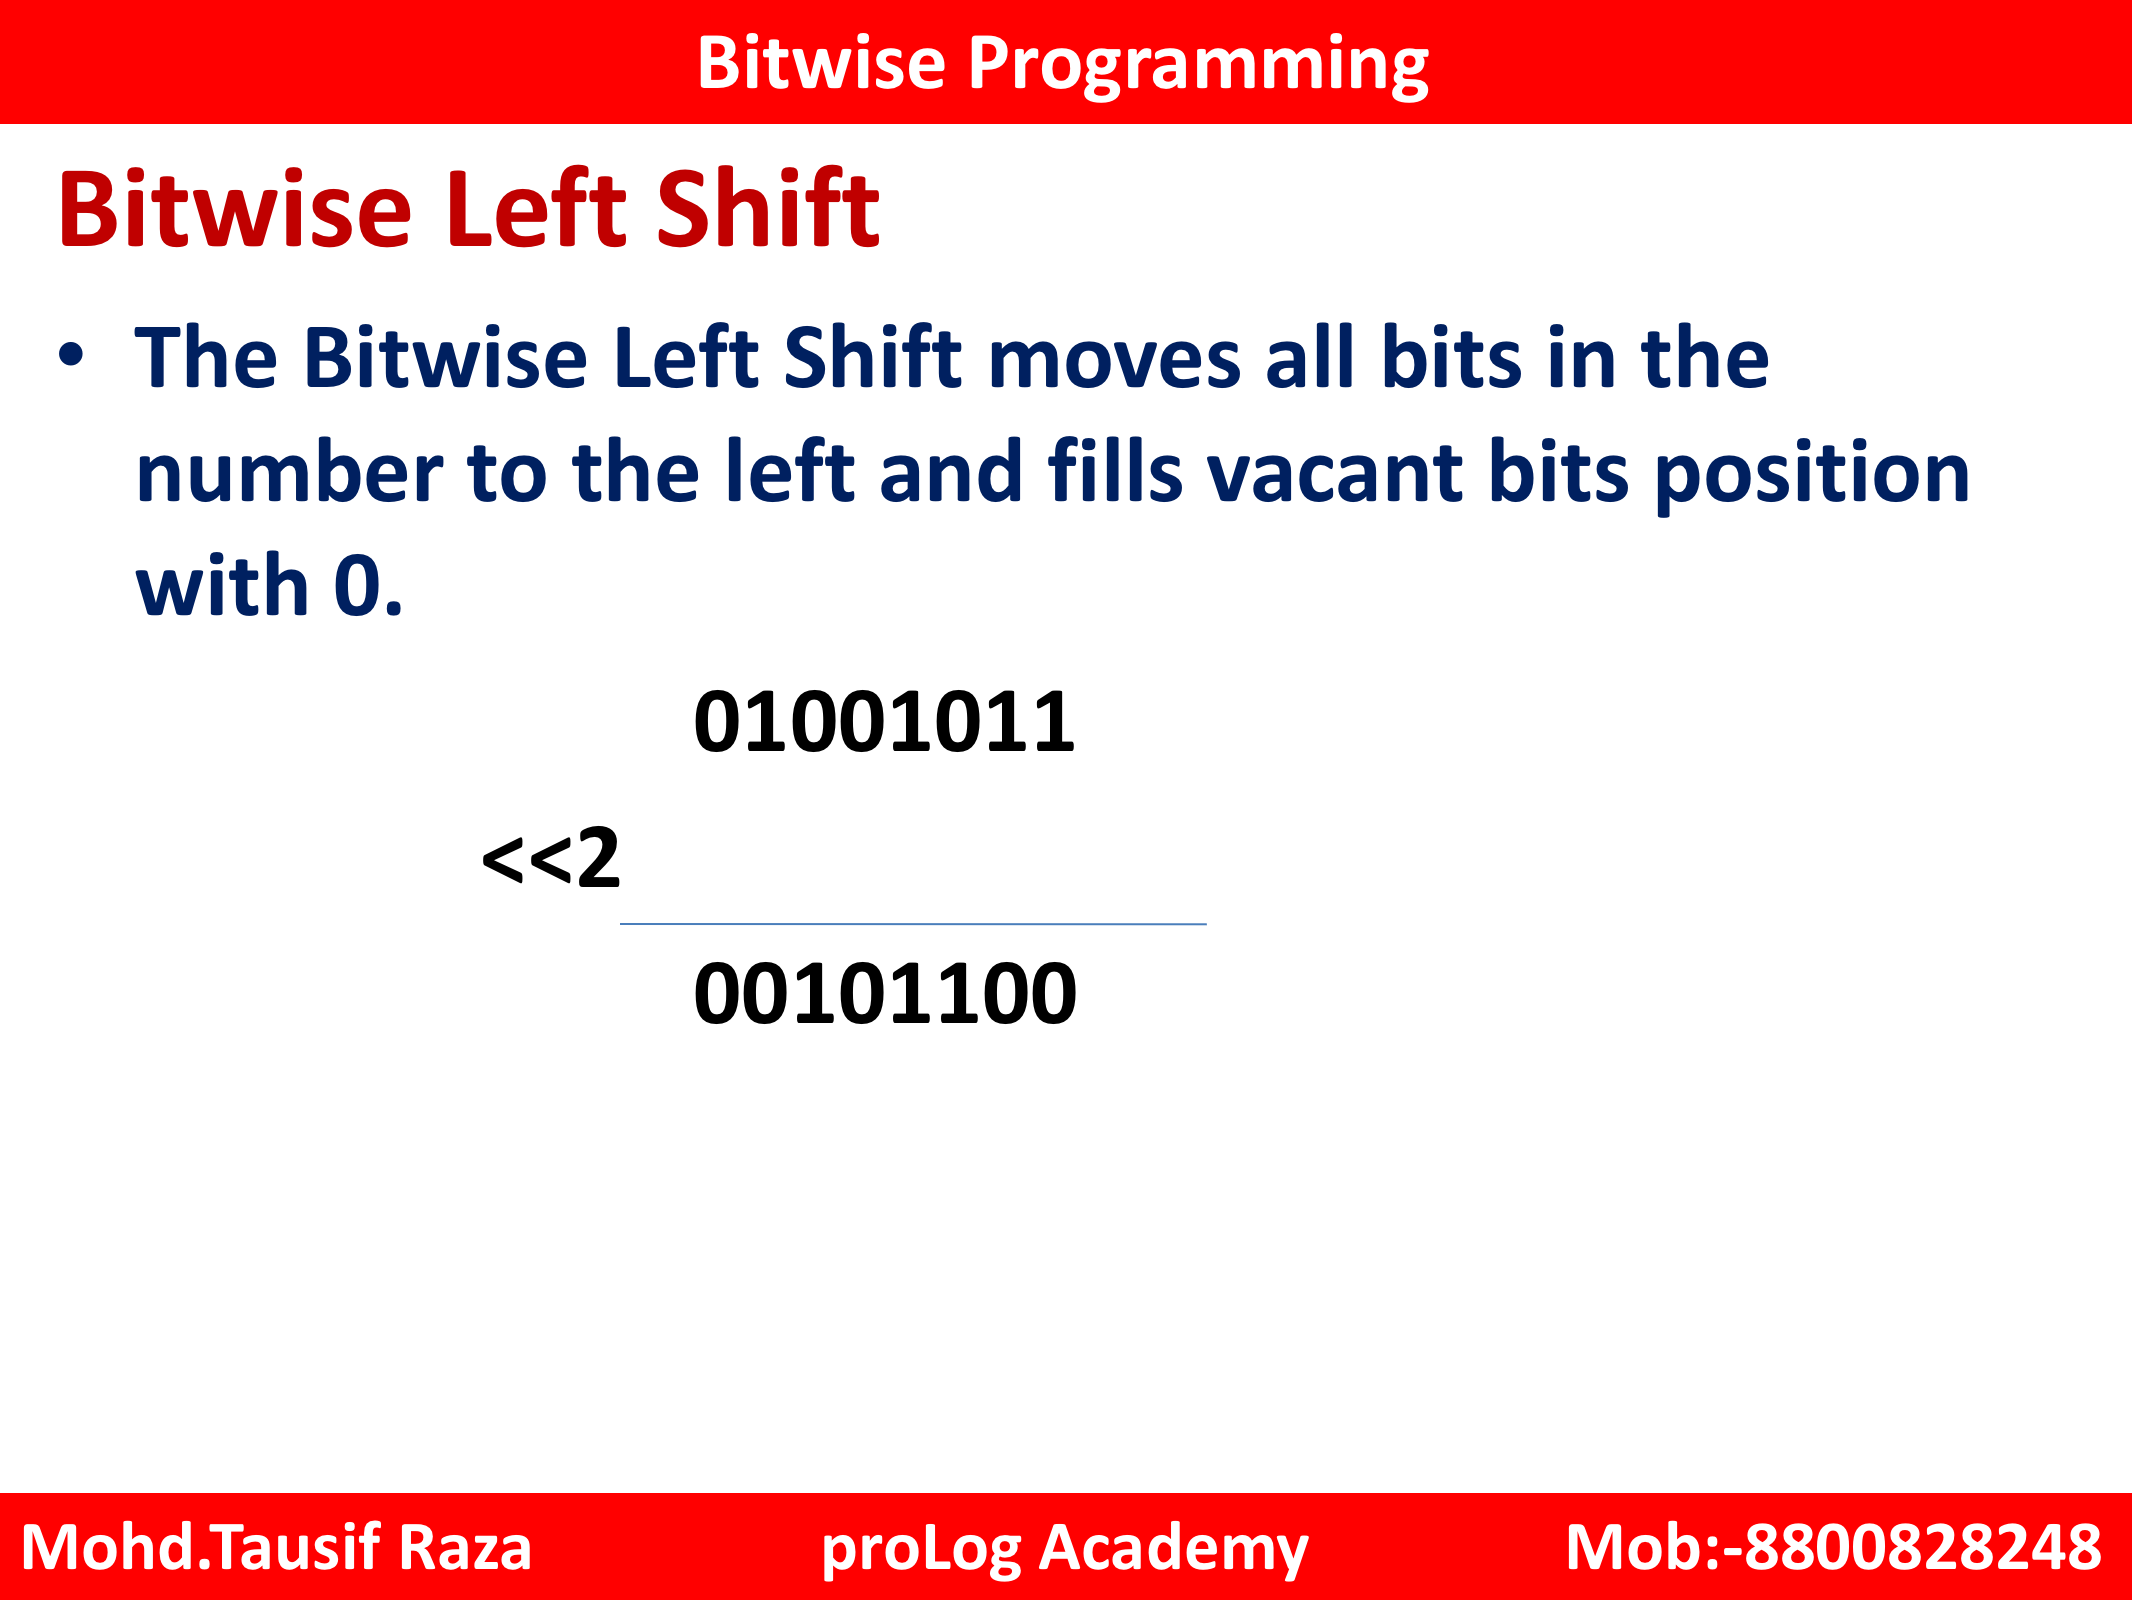 Bitwise Programming
Bitwise Left Shift
• The Bitwise Left Shift moves all bits in the
number to the left and fills vacant bits position
with 0.
01001011
<<2
00101100
Mohd.Tausif Raza proLog Academy Mob:-8800828248